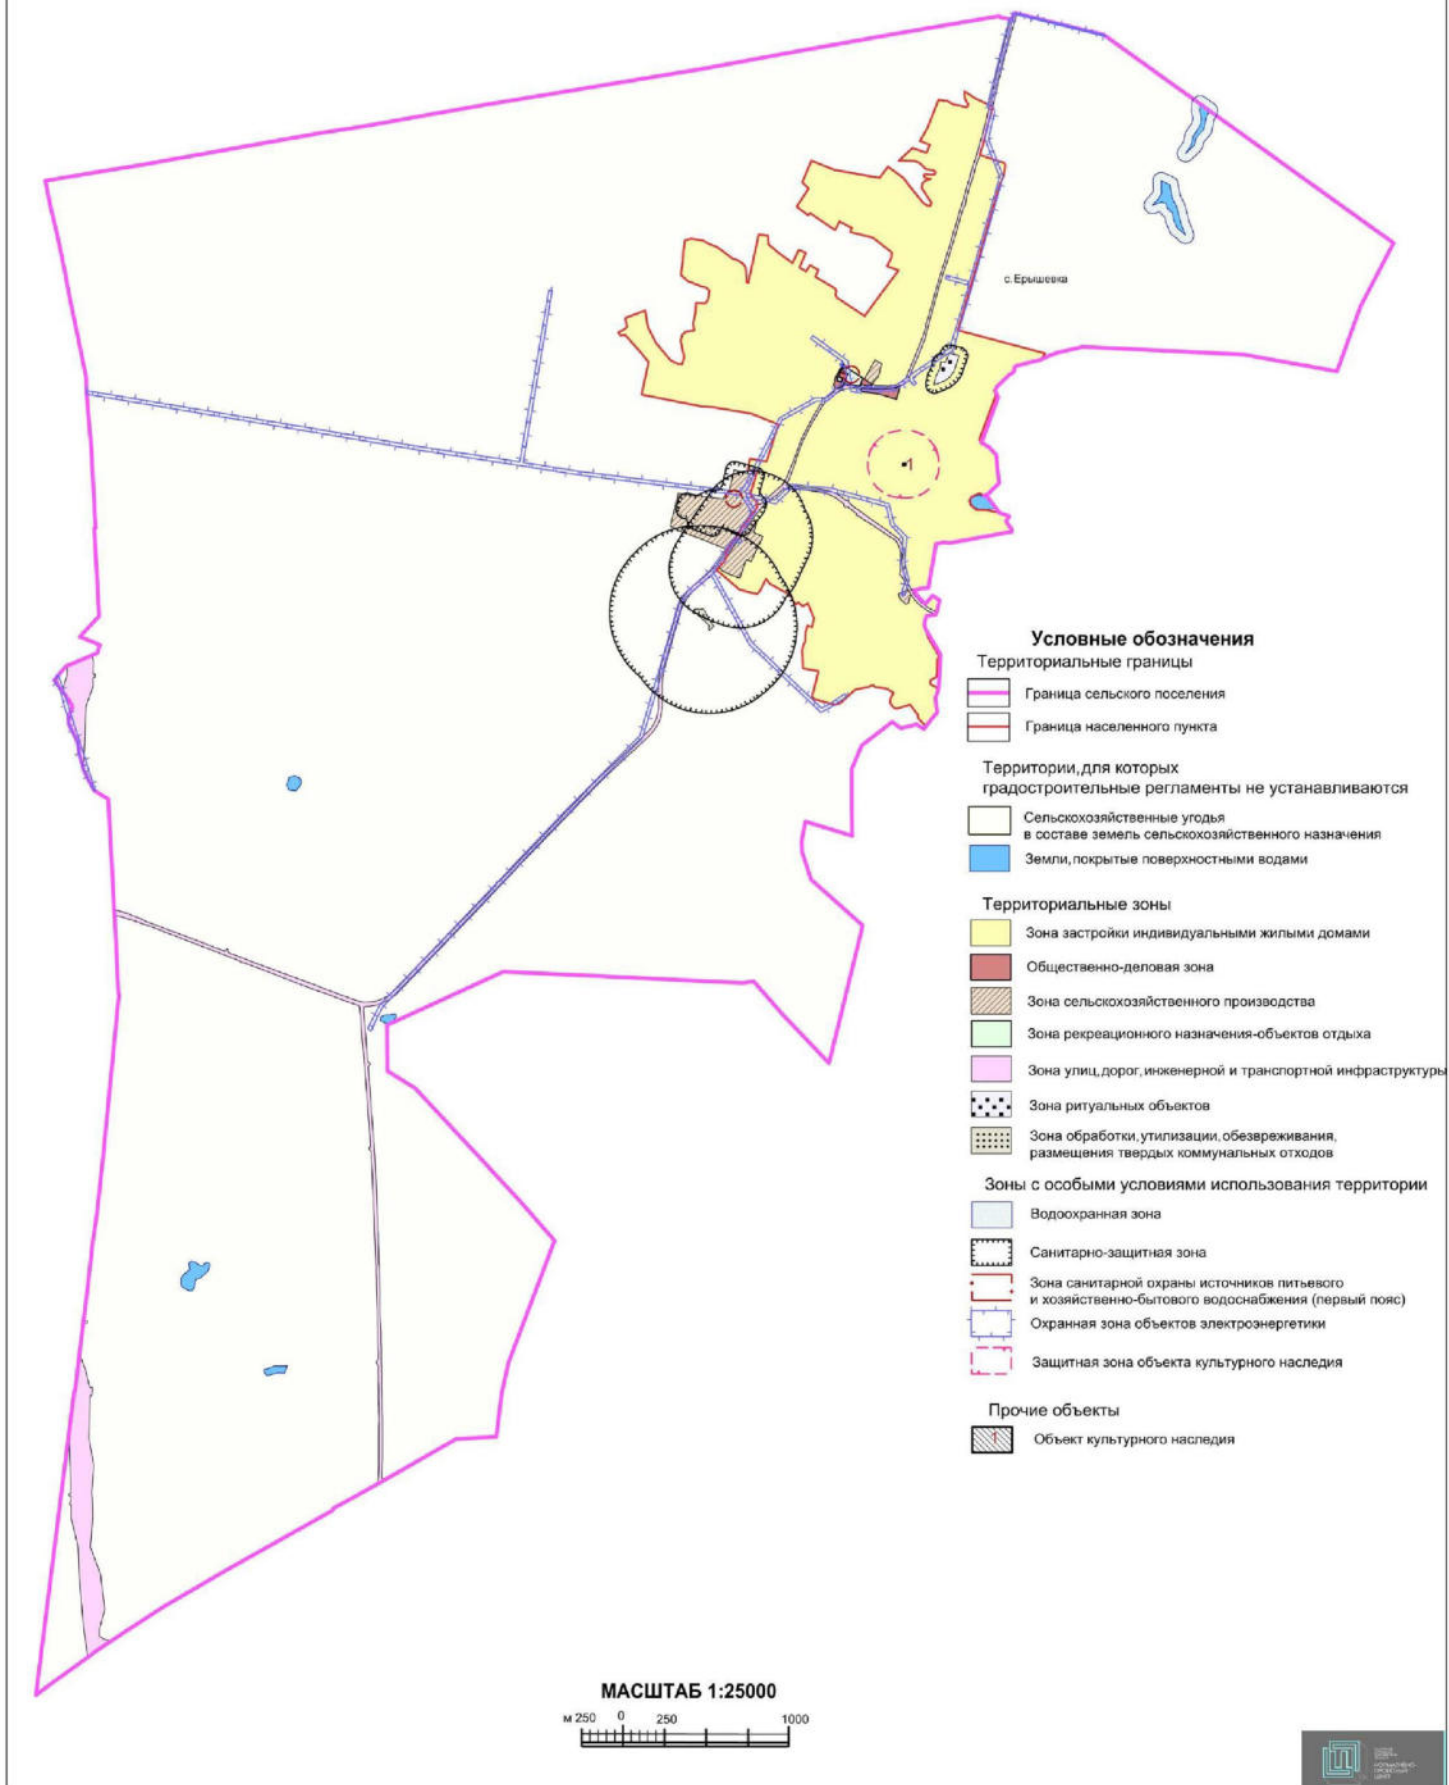 с. Ерышевка
1
Условные обозначения
Территориальные границы
Граница сельского поселения
Граница населенного пункта
Территории,для которых
градостроительные регламенты не устанавливаются
Сельскохозяйственные угодья
в составе земель сельскохозяйственного назначения
Земли,покрытые поверхностными водами
Территориальные зоны
Зона застройки индивидуальными жилыми домами
Общественно-деловая зона
Зона сельскохозяйственного производства
Зона рекреационного назначения-объектов отдыха
Зона улиц,дорог,инженерной и транспортной инфраструктуры
Зона ритуальных объектов
Зона обработки,утилизации,обезвреживания,
размещения твердых коммунальных отходов
Зоны с особыми условиями использования территории
Водоохранная зона
Санитарно-защитная зона
Зона санитарной охраны источников питьевого
и хозяйственно-бытового водоснабжения (первый пояс)
Охранная зона объектов электроэнергетики
Защитная зона объекта культурного наследия
Прочие объекты
1
Объект культурного наследия
МАСШТАБ 1:25000
м 250 0 250 1000